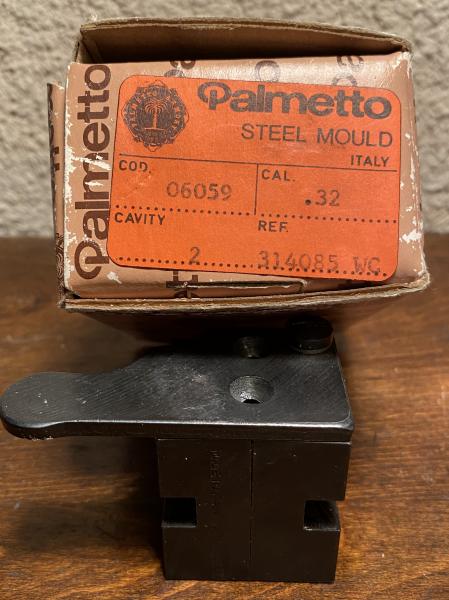 Palmetto
STEEL MOULD
ITALY
COD.
06059
CAL.
.32
CAVITY
2
REF.
314085 WC
Palmetto